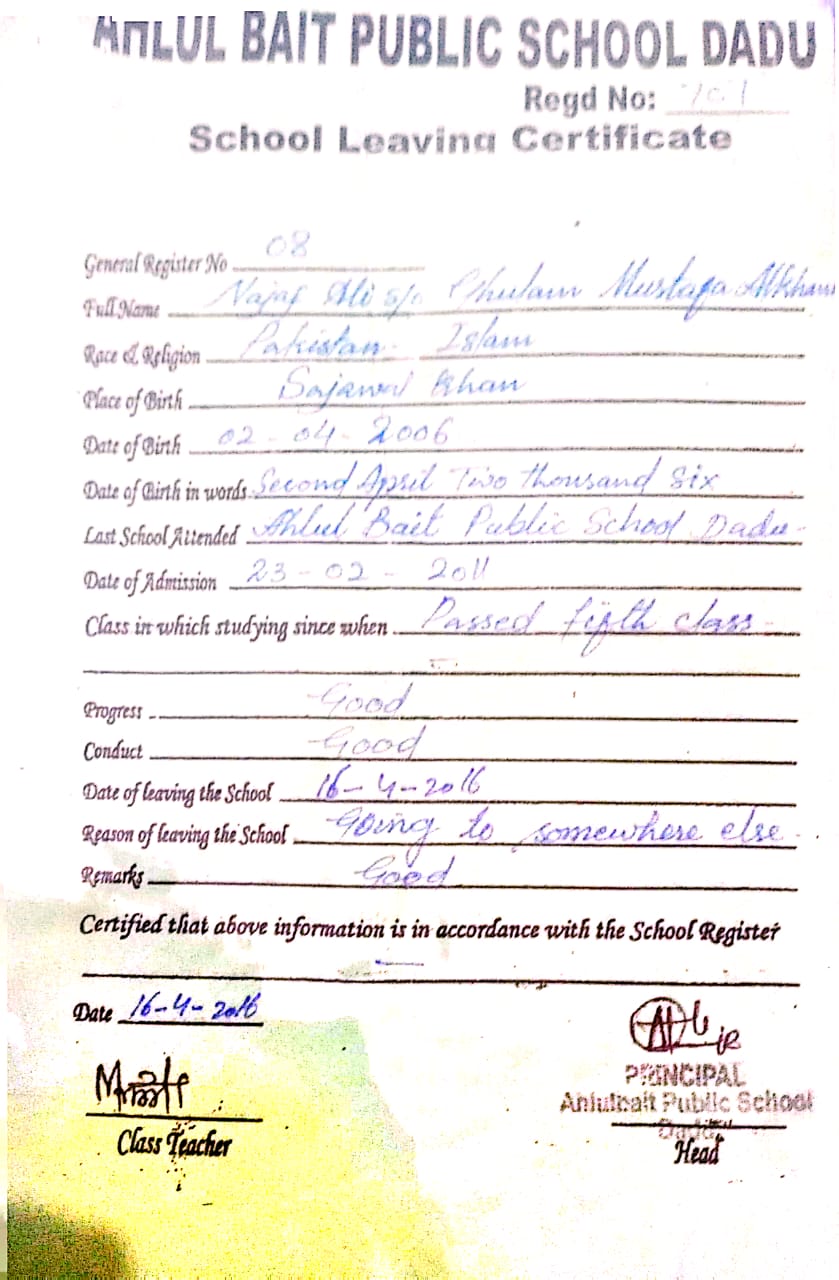 AHLUL BAIT PUBLIC SCHOOL DADU
Regd No: 701
School Leaving Certificate
General Register No 08
Full Name Najaf Ali s/o Ghulam Mustafa
Race & Religion Pakistan - Islam
Place of Birth Sajawal Khan
Date of Birth 02-04-2006
Date of Birth in words Second April Two thousand Six
Last School Attended Ahlul Bait Public School Dadu-
Date of Admission 23-02-2011
Class in which studying since when Passed fifth class-
Progress Good
Conduct Good
Date of leaving the School 16-4-2016
Reason of leaving the School Going to somewhere else-
Remarks Good
Certified that above information is in accordance with the School Register
Date 16-4-2016
PRINCIPAL
Ahlulbait Public School
Dadu
Class Teacher
Head